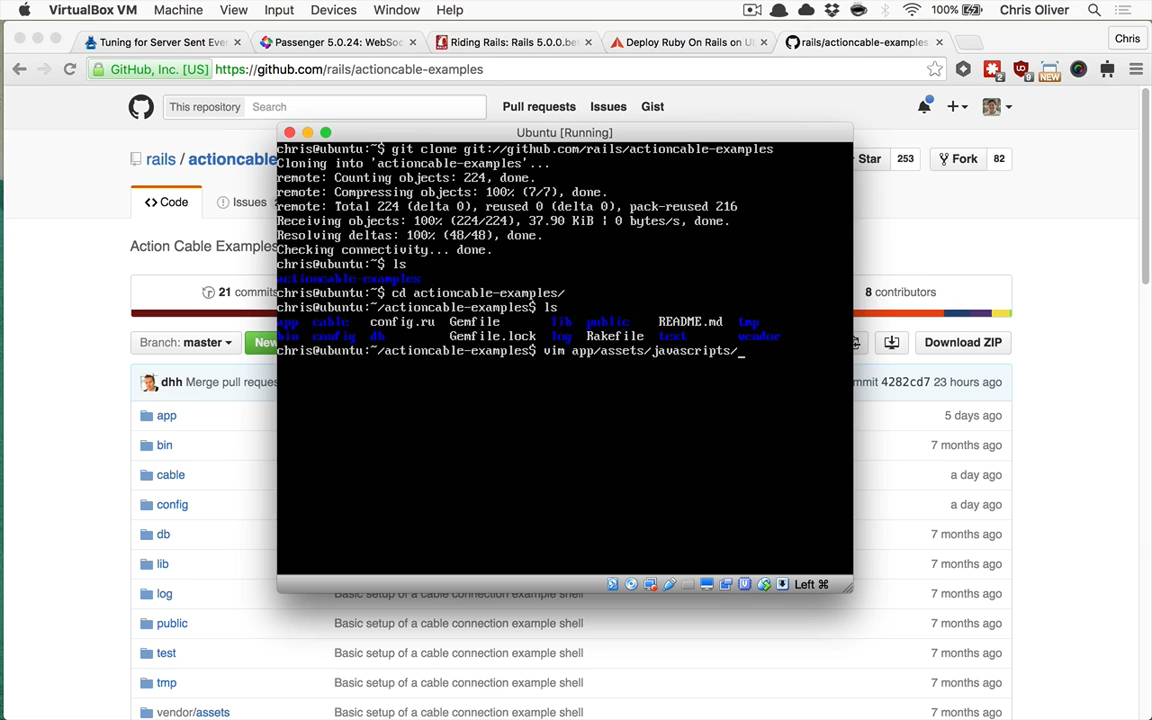 VirtualBox VM Machine View Input Devices Window Help 100% Chris Oliver
Tuning for Server Sent Eve × Passenger 5.0.24: WebSoc × Riding Rails: Rails 5.0.0.be × Deploy Ruby On Rails on U × rails/actioncable-examples × Chris
GitHub, Inc. [US] https://github.com/rails/actioncable-examples 2 9 NEW
This repository Search Pull requests Issues Gist
Ubuntu [Running]
rails / actioncable Star 253 Fork 82
chris@ubuntu:~$ git clone git://github.com/rails/actioncable-examples
Cloning into 'actioncable-examples'...
remote: Counting objects: 224, done.
remote: Compressing objects: 100% (7/7), done.
remote: Total 224 (delta 0), reused 0 (delta 0), pack-reused 216
Receiving objects: 100% (224/224), 37.90 KiB | 0 bytes/s, done.
Resolving deltas: 100% (48/48), done.
Checking connectivity... done.
chris@ubuntu:~$ ls
actioncable-examples
chris@ubuntu:~$ cd actioncable-examples/
chris@ubuntu:~/actioncable-examples$ ls
app cable config.ru Gemfile lib public README.md tmp
bin config db Gemfile.lock log Rakefile test vendor
chris@ubuntu:~/actioncable-examples$ vim app/assets/javascripts/_
Left ⌘
Code Issues
Action Cable Examples
21 commits 8 contributors
Branch: master New Download ZIP
dhh Merge pull reques mmit 4282cd7 23 hours ago
app 5 days ago
bin 7 months ago
cable a day ago
config a day ago
db 7 months ago
lib 7 months ago
log Basic setup of a cable connection example shell 7 months ago
public Basic setup of a cable connection example shell 7 months ago
test Basic setup of a cable connection example shell 7 months ago
tmp Basic setup of a cable connection example shell 7 months ago
vendor/assets Basic setup of a cable connection example shell 7 months ago